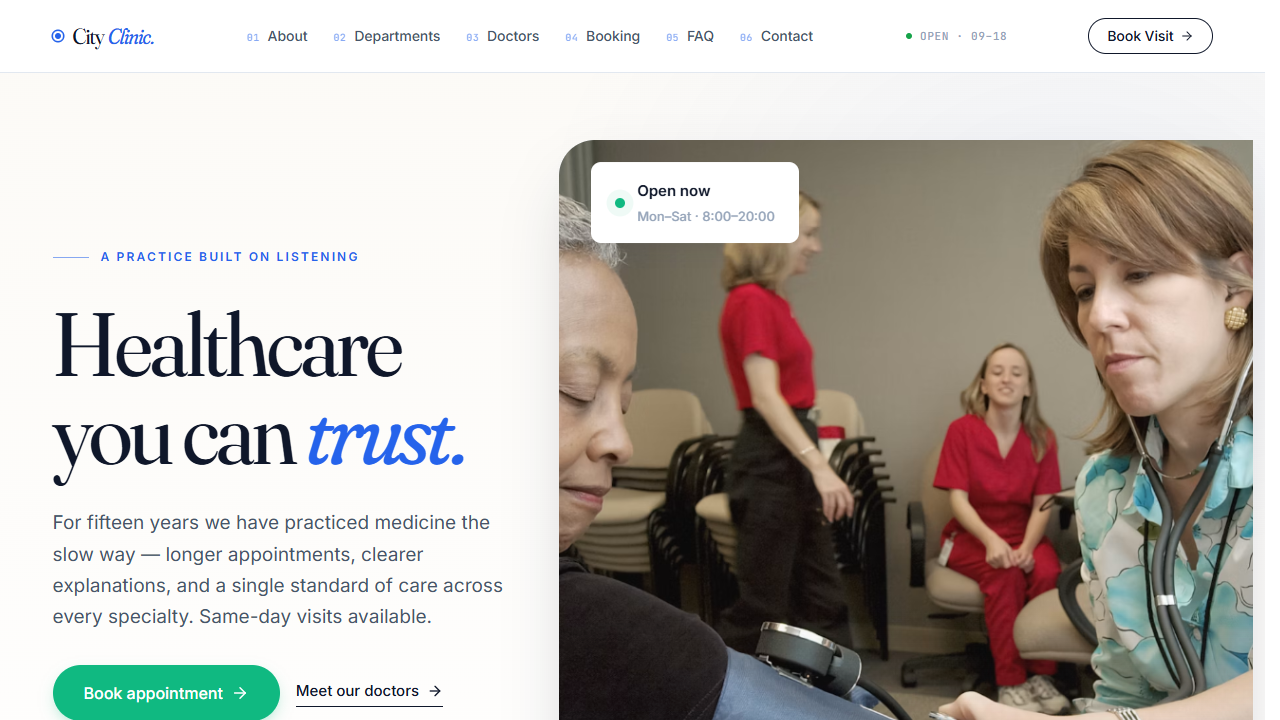 City Clinic.
01 About
02 Departments
03 Doctors
04 Booking
05 FAQ
06 Contact
OPEN · 09–18
Book Visit →
Open now
Mon–Sat · 8:00–20:00
A PRACTICE BUILT ON LISTENING
Healthcare
you can trust.
For fifteen years we have practiced medicine the
slow way — longer appointments, clearer
explanations, and a single standard of care across
every specialty. Same-day visits available.
Book appointment →
Meet our doctors →